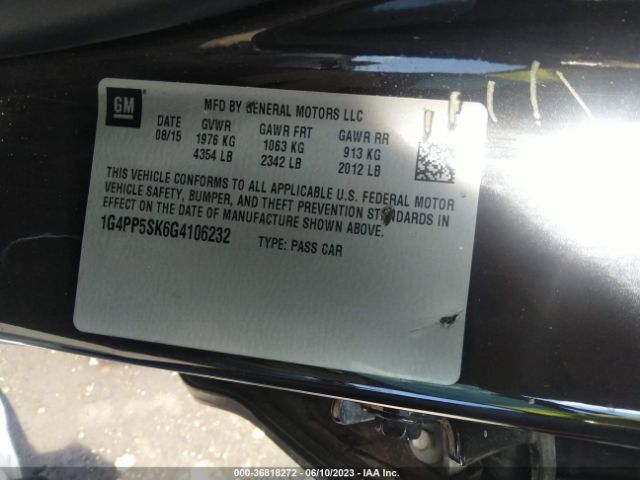 GM
MFD BY GENERAL MOTORS LLC
DATE GVWR GAWR FRT GAWR RR
08/15 1976 KG 1063 KG 913 KG
4354 LB 2342 LB 2012 LB
THIS VEHICLE CONFORMS TO ALL APPLICABLE U.S. FEDERAL MOTOR
VEHICLE SAFETY, BUMPER, AND THEFT PREVENTION STANDARDS IN
EFFECT ON THE DATE OF MANUFACTURE SHOWN ABOVE.
1G4PP5SK6G4106232 TYPE: PASS CAR
000-36818272 - 06/10/2023 - IAA Inc.